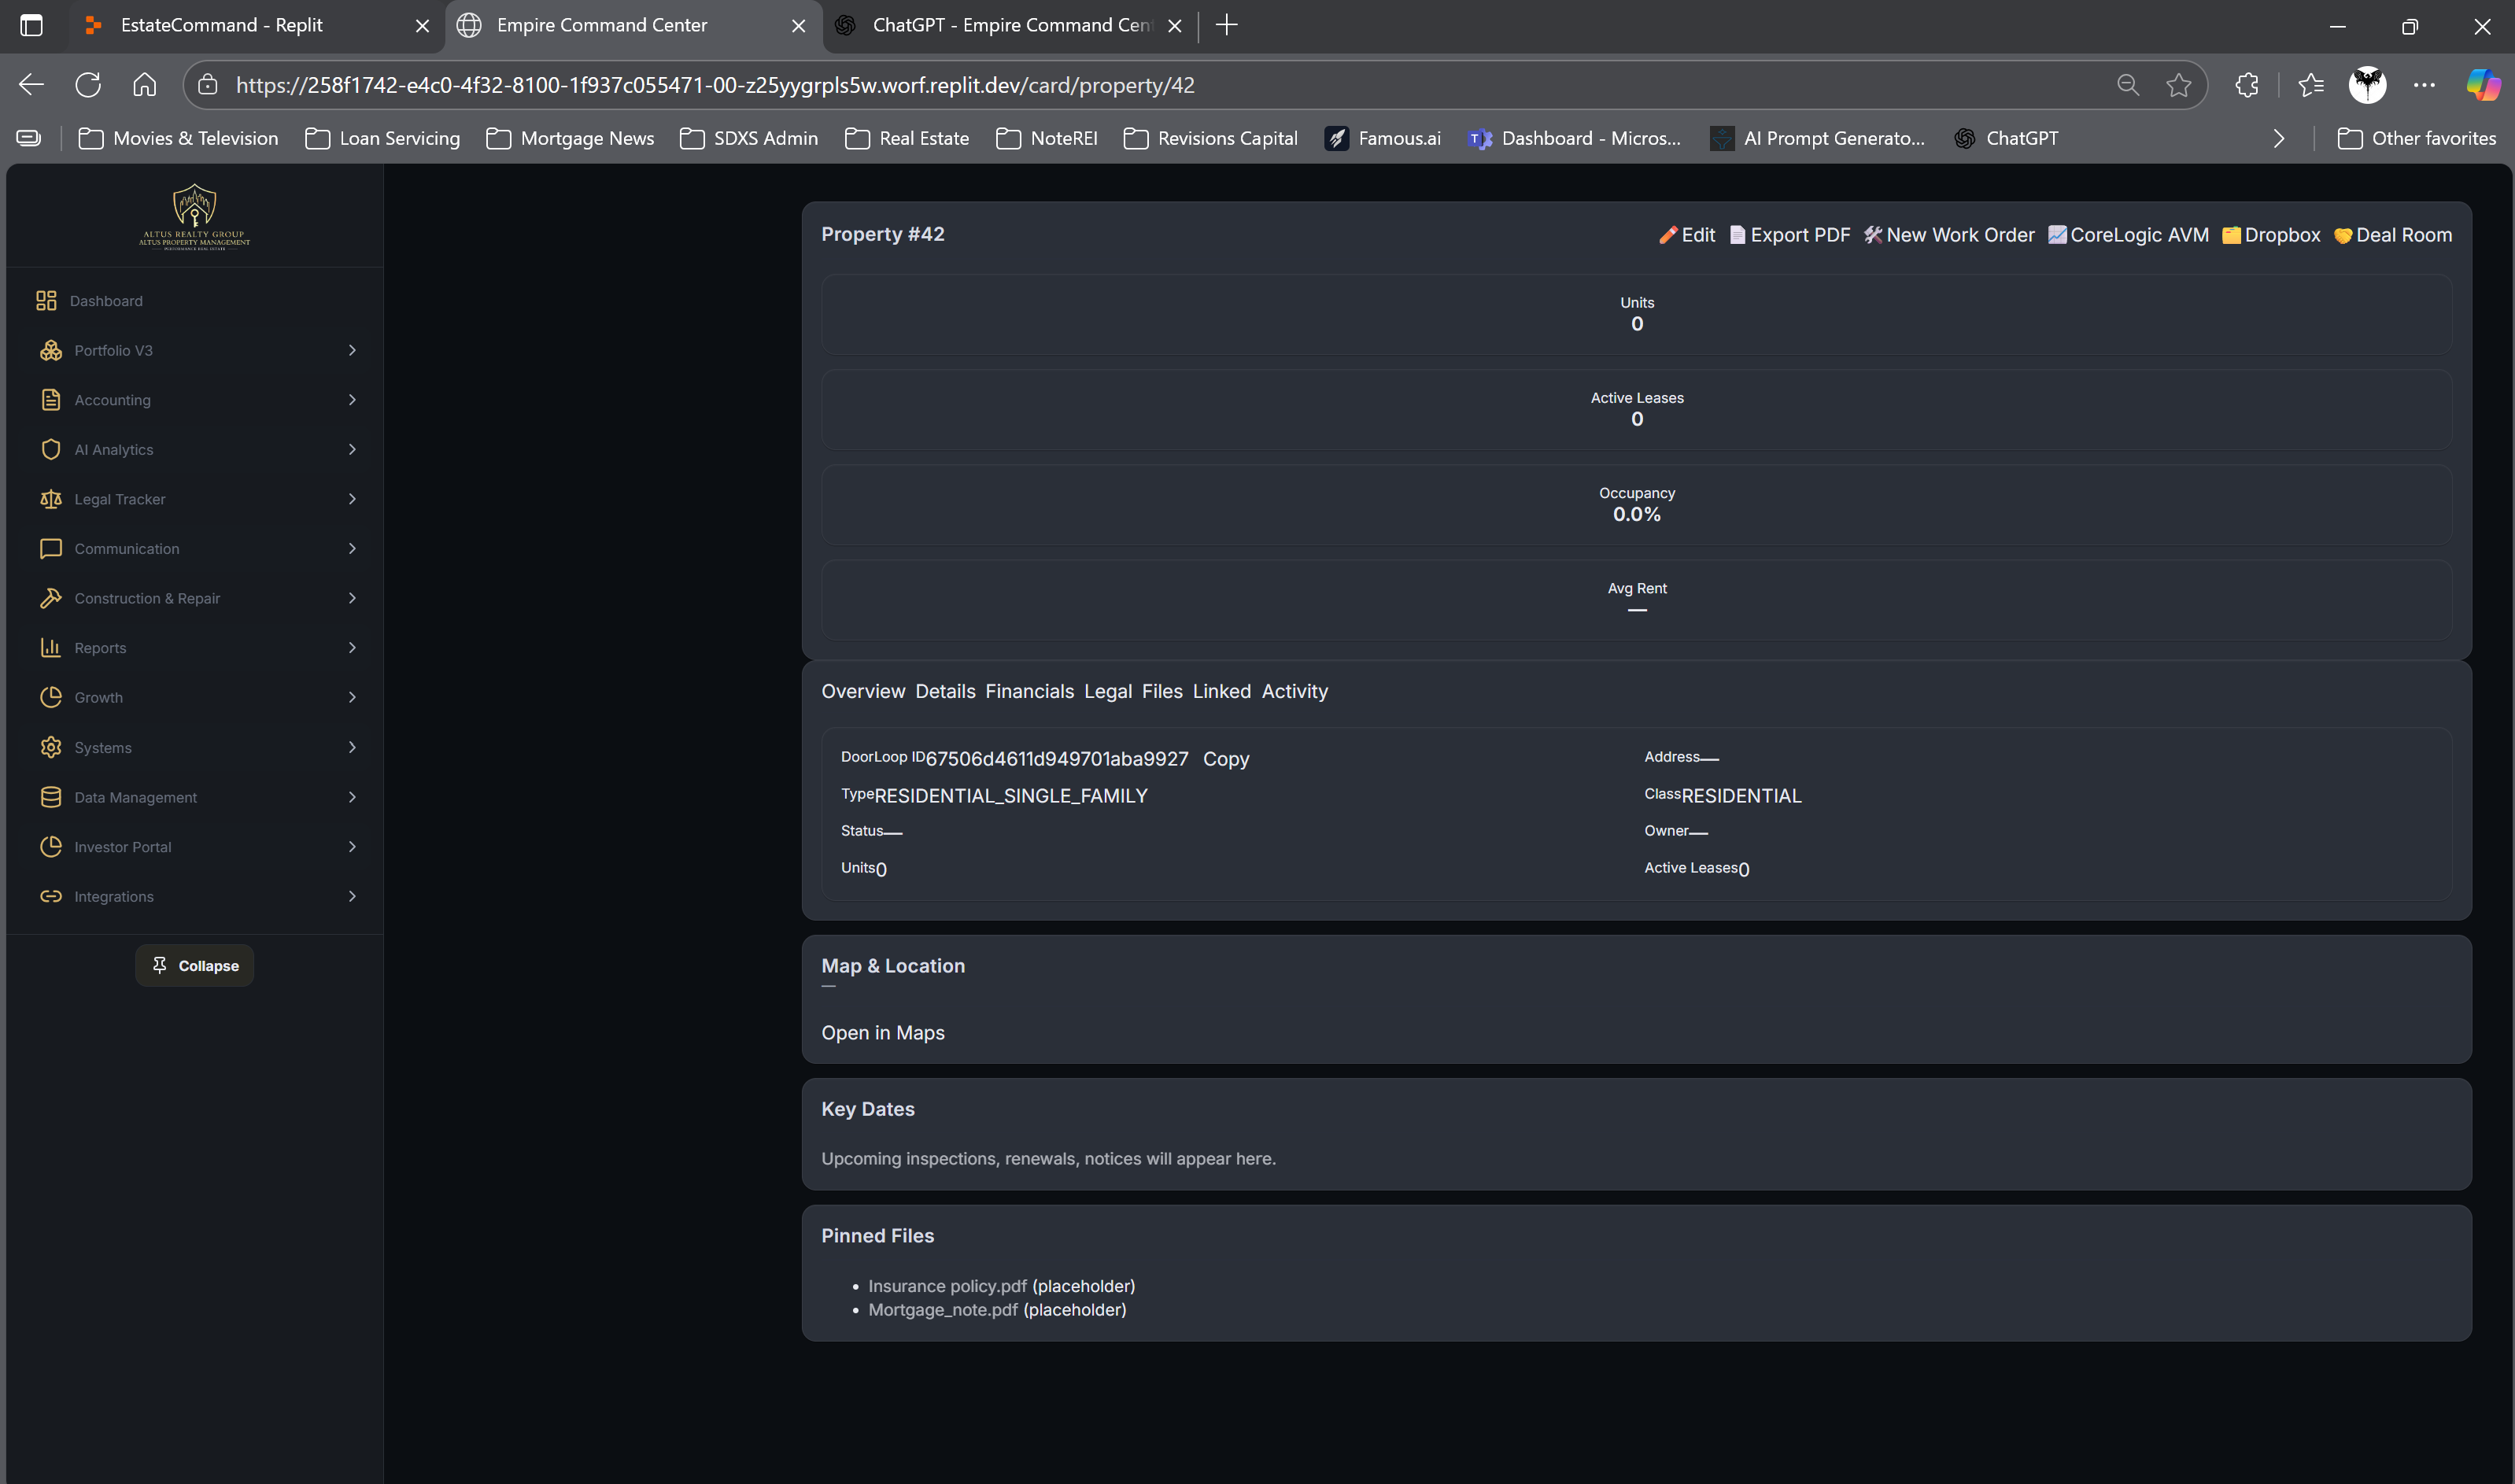 EstateCommand - Replit
Empire Command Center
ChatGPT - Empire Command Cen
https://258f1742-e4c0-4f32-8100-1f937c055471-00-z25yygrpls5w.worf.replit.dev/card/property/42
Movies & Television
Loan Servicing
Mortgage News
SDXS Admin
Real Estate
NoteREI
Revisions Capital
Famous.ai
Dashboard - Micros...
AI Prompt Generato...
ChatGPT
Other favorites
ALTUS REALTY GROUP
ALTUS PROPERTY MANAGEMENT
PERFORMANCE REAL ESTATE
Dashboard
Portfolio V3
Accounting
AI Analytics
Legal Tracker
Communication
Construction & Repair
Reports
Growth
Systems
Data Management
Investor Portal
Integrations
Collapse
Property #42
Edit
Export PDF
New Work Order
CoreLogic AVM
Dropbox
Deal Room
Units
0
Active Leases
0
Occupancy
0.0%
Avg Rent
—
Overview Details Financials Legal Files Linked Activity
DoorLoop ID67506d4611d949701aba9927 Copy
Address—
TypeRESIDENTIAL_SINGLE_FAMILY
ClassRESIDENTIAL
Status—
Owner—
Units0
Active Leases0
Map & Location
—
Open in Maps
Key Dates
Upcoming inspections, renewals, notices will appear here.
Pinned Files
• Insurance policy.pdf (placeholder)
• Mortgage_note.pdf (placeholder)